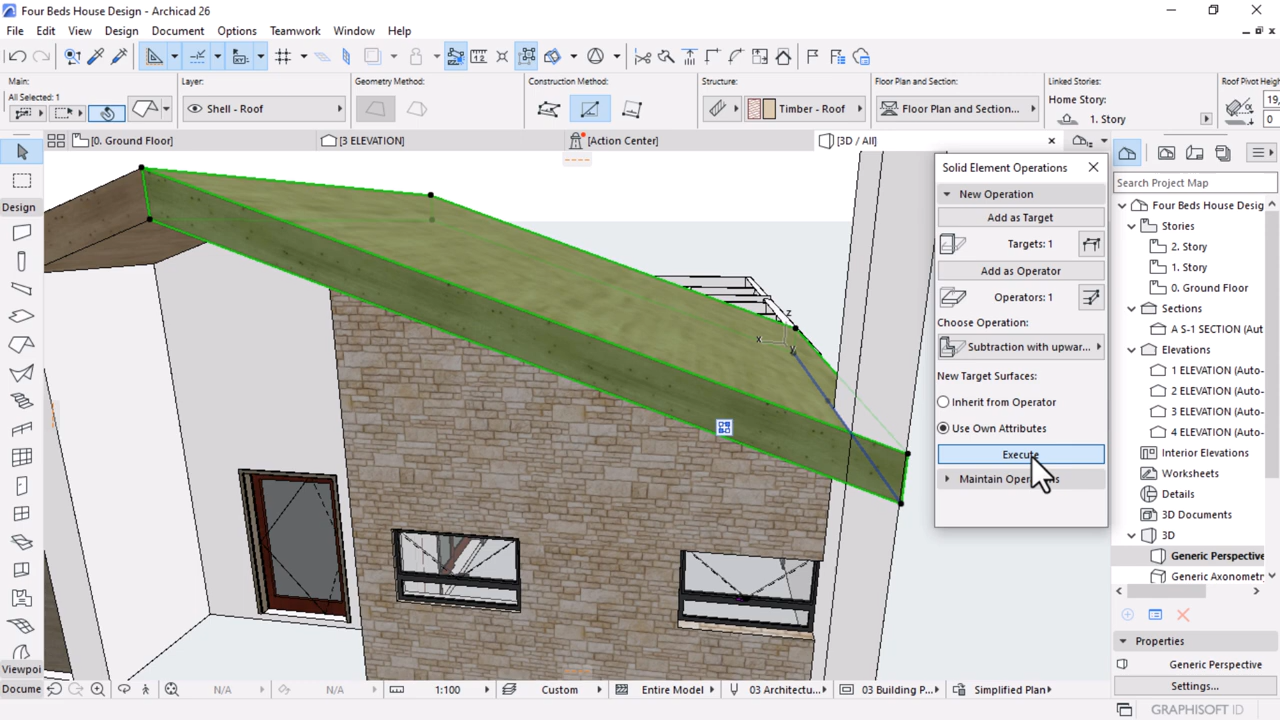 Four Beds House Design - Archicad 26
File Edit View Design Document Options Teamwork Window Help
Main:
All Selected: 1
Layer:
Shell - Roof
Geometry Method:
Construction Method:
Structure:
Timber - Roof
Floor Plan and Section:
Floor Plan and Section...
Linked Stories:
Home Story:
1. Story
Roof Pivot Hei
19,
0
[0. Ground Floor]
[3 ELEVATION]
[Action Center]
[3D / All]
Design
Viewpoi
Docume
x
y
z
Solid Element Operations
New Operation
Add as Target
Targets: 1
Add as Operator
Operators: 1
Choose Operation:
Subtraction with upwar...
New Target Surfaces:
Inherit from Operator
Use Own Attributes
Execute
Search Project Map
Four Beds House Desig
Stories
2. Story
1. Story
0. Ground Floor
Sections
A S-1 SECTION (Aut
Elevations
1 ELEVATION (Auto-
2 ELEVATION (Auto-
3 ELEVATION (Auto-
4 ELEVATION (Auto-
Interior Elevations
Worksheets
Details
3D Documents
3D
Generic Perspective
Generic Axonometr
Properties
Generic Perspective
Settings...
N/A
N/A
1:100
Custom
Entire Model
03 Architectu...
03 Building P...
Simplified Plan
GRAPHISOFT ID